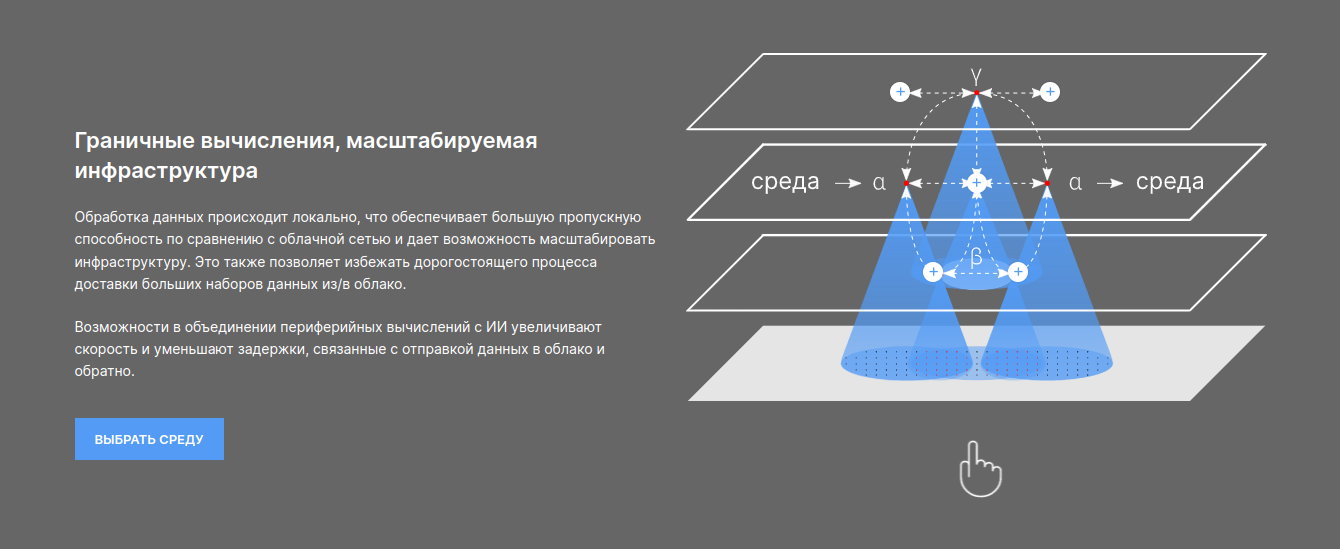 Граничные вычисления, масштабируемая
инфраструктура
Обработка данных происходит локально, что обеспечивает большую пропускную
способность по сравнению с облачной сетью и дает возможность масштабировать
инфраструктуру. Это также позволяет избежать дорогостоящего процесса
доставки больших наборов данных из/в облако.
Возможности в объединении периферийных вычислений с ИИ увеличивают
скорость и уменьшают задержки, связанные с отправкой данных в облако и
обратно.
ВЫБРАТЬ СРЕДУ
γ
+ +
среда → α + α → среда
β
+ +